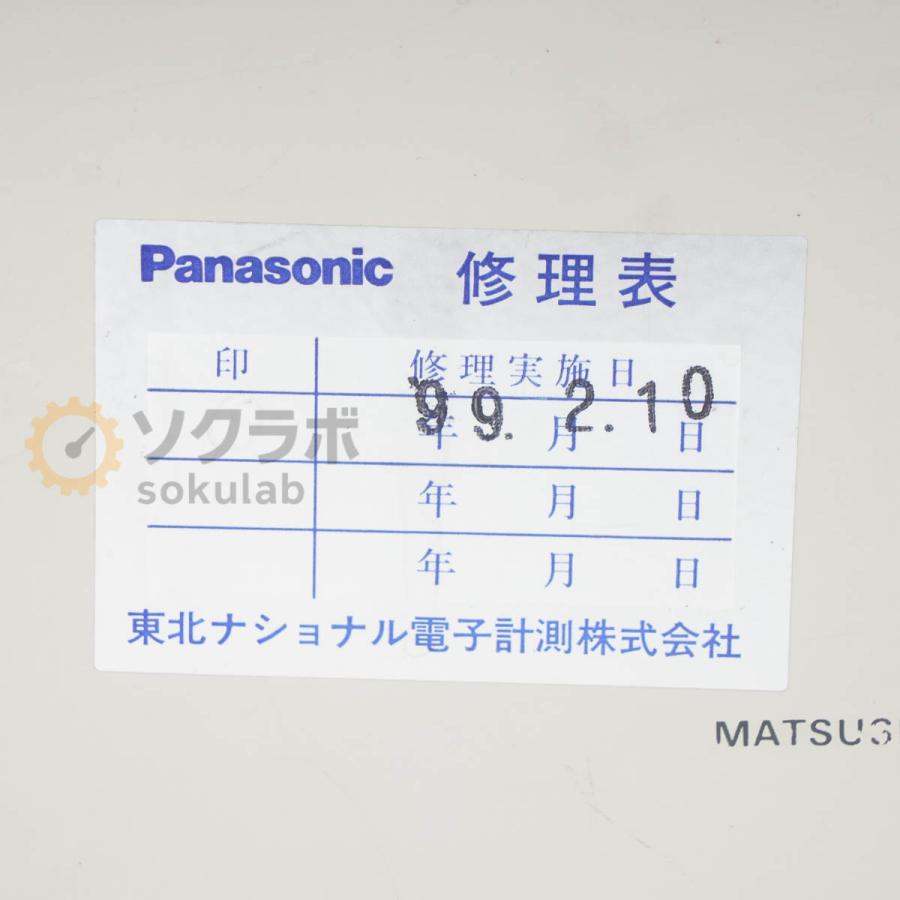 Panasonic 修理表
印 修理実施日
99. 2.10
年 月 日
ソクラボ
sokulab
年 月 日
年 月 日
東北ナショナル電子計測株式会社
MATSUS